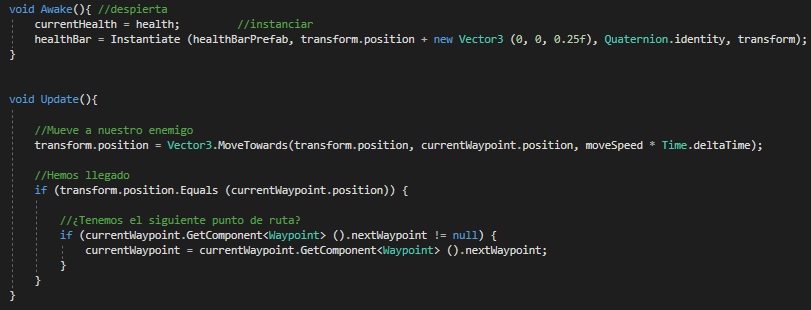 void Awake(){ //despierta
currentHealth = health; //instanciar
healthBar = Instantiate (healthBarPrefab, transform.position + new Vector3 (0, 0, 0.25f), Quaternion.identity, transform);
}
void Update(){
//Mueve a nuestro enemigo
transform.position = Vector3.MoveTowards(transform.position, currentWaypoint.position, moveSpeed * Time.deltaTime);
//Hemos llegado
if (transform.position.Equals (currentWaypoint.position)) {
//¿Tenemos el siguiente punto de ruta?
if (currentWaypoint.GetComponent<Waypoint> ().nextWaypoint != null) {
currentWaypoint = currentWaypoint.GetComponent<Waypoint> ().nextWaypoint;
}
}
}